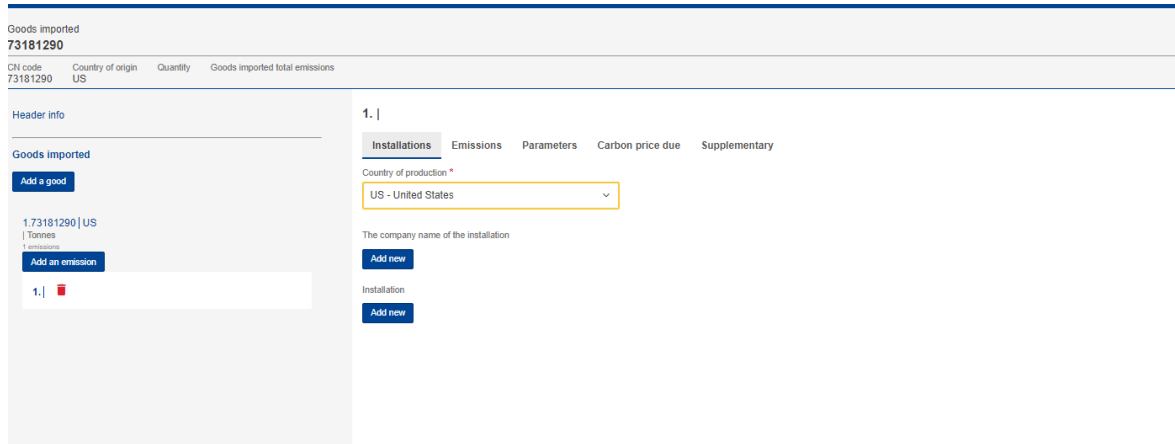 Goods imported
73181290
CN code Country of origin Quantity Goods imported total emissions
73181290 US
Header info
Goods imported
Add a good
1.73181290 | US
| Tonnes
1 emissions
Add an emission
1. |
1. |
Installations Emissions Parameters Carbon price due Supplementary
Country of production *
US - United States
The company name of the installation
Add new
Installation
Add new